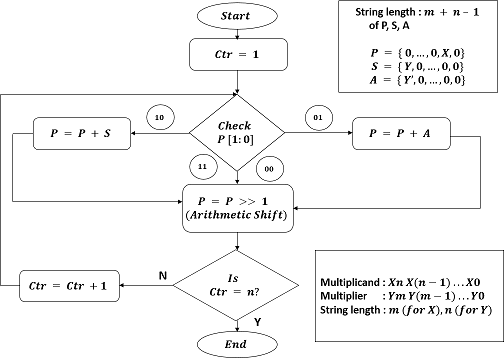 Start
String length : m + n - 1
of P, S, A
P = { 0, ..., 0, X, 0}
S = {Y, 0, ..., 0, 0}
A = {Y', 0, ..., 0, 0}
Ctr = 1
10
01
P = P + S
Check
P [1: 0]
P = P + A
11
00
P = P >> 1
(Arithmetic Shift)
N
Ctr = Ctr + 1
Is
Ctr = n?
Y
End
Multiplicand : Xn X(n - 1) ... X0
Multiplier : Ym Y(m - 1) ... Y0
String length : m (for X), n (for Y)